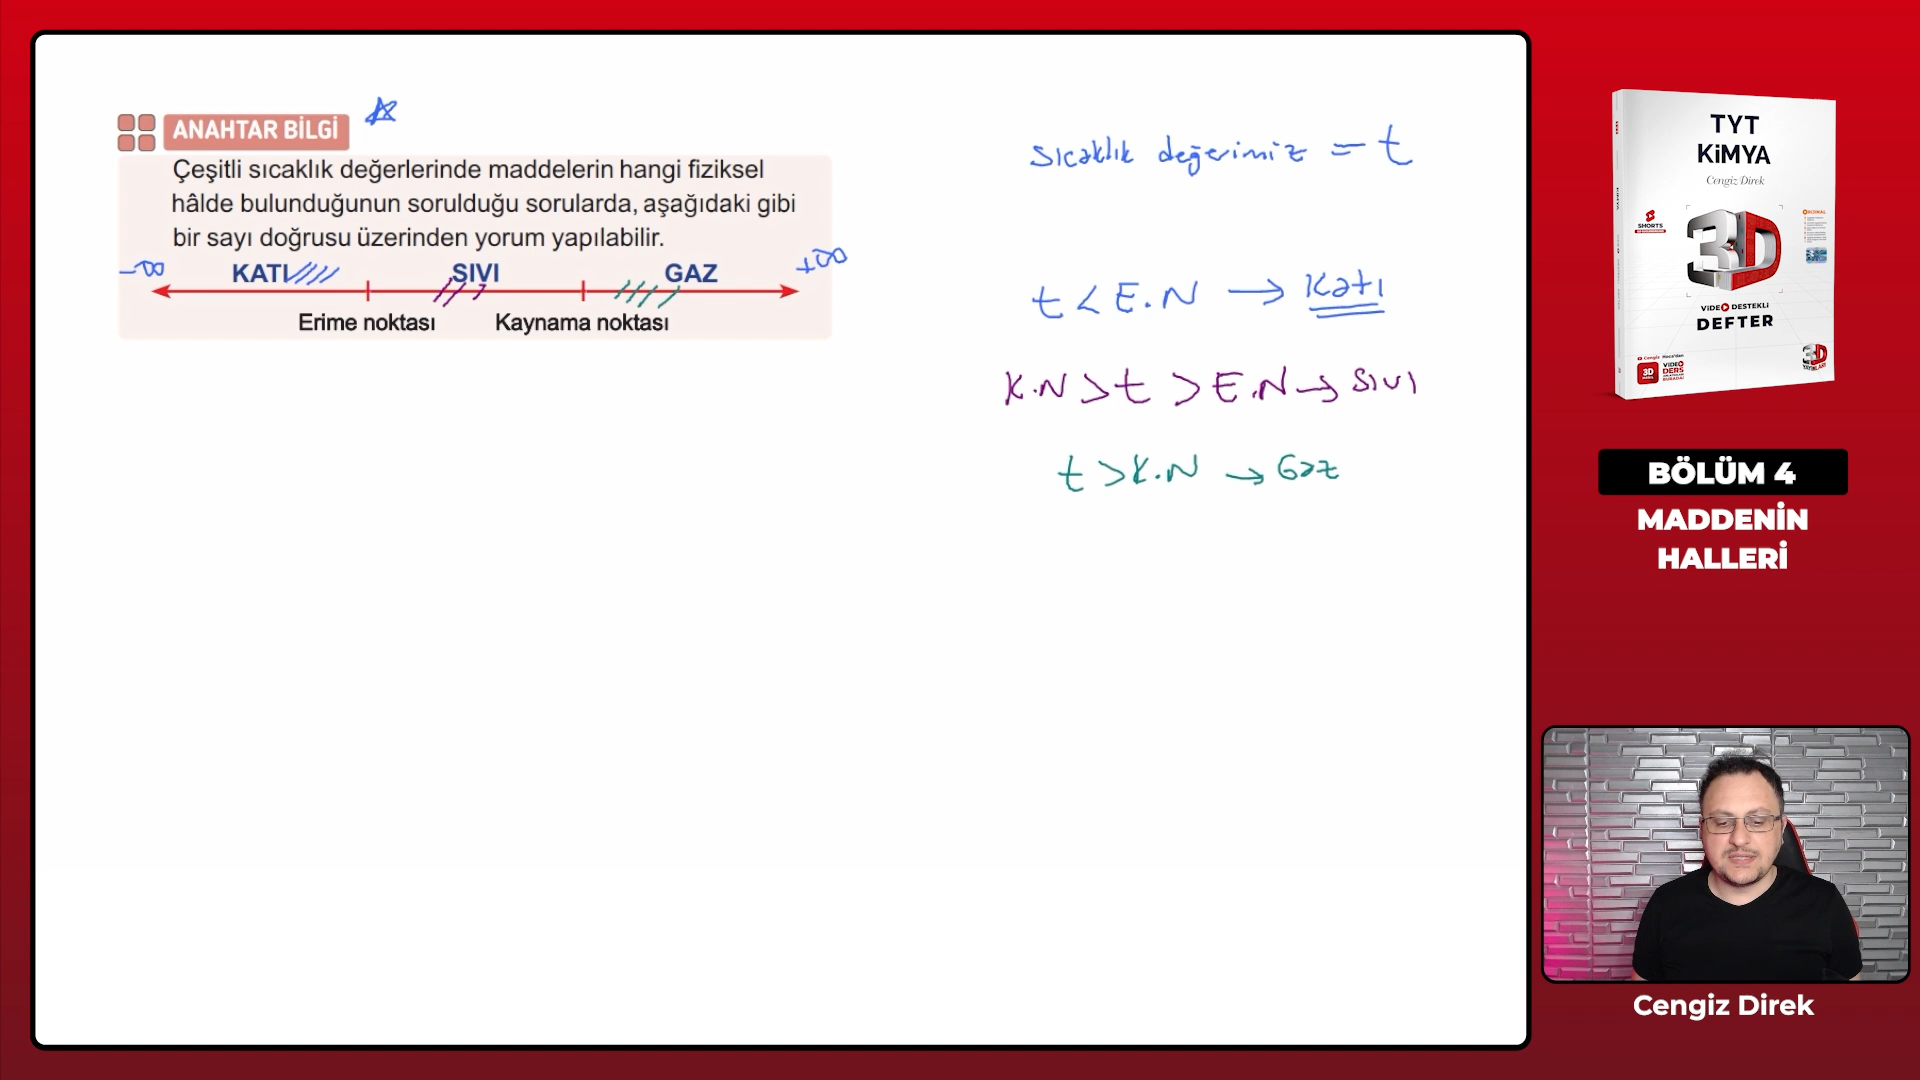 ANAHTAR BİLGİ
Çeşitli sıcaklık değerlerinde maddelerin hangi fiziksel
hâlde bulunduğunun sorulduğu sorularda, aşağıdaki gibi
bir sayı doğrusu üzerinden yorum yapılabilir.
-∞ KATI SIVI GAZ +∞
Erime noktası Kaynama noktası
sıcaklık değerimiz = t
t < E.N → Katı
K.N > t > E.N → sıvı
t > K.N → Gaz
TYT
KİMYA
Cengiz Direk
SHORTS
3D
VİDEO DESTEKLİ
DEFTER
BÖLÜM 4
MADDENİN
HALLERİ
Cengiz Direk